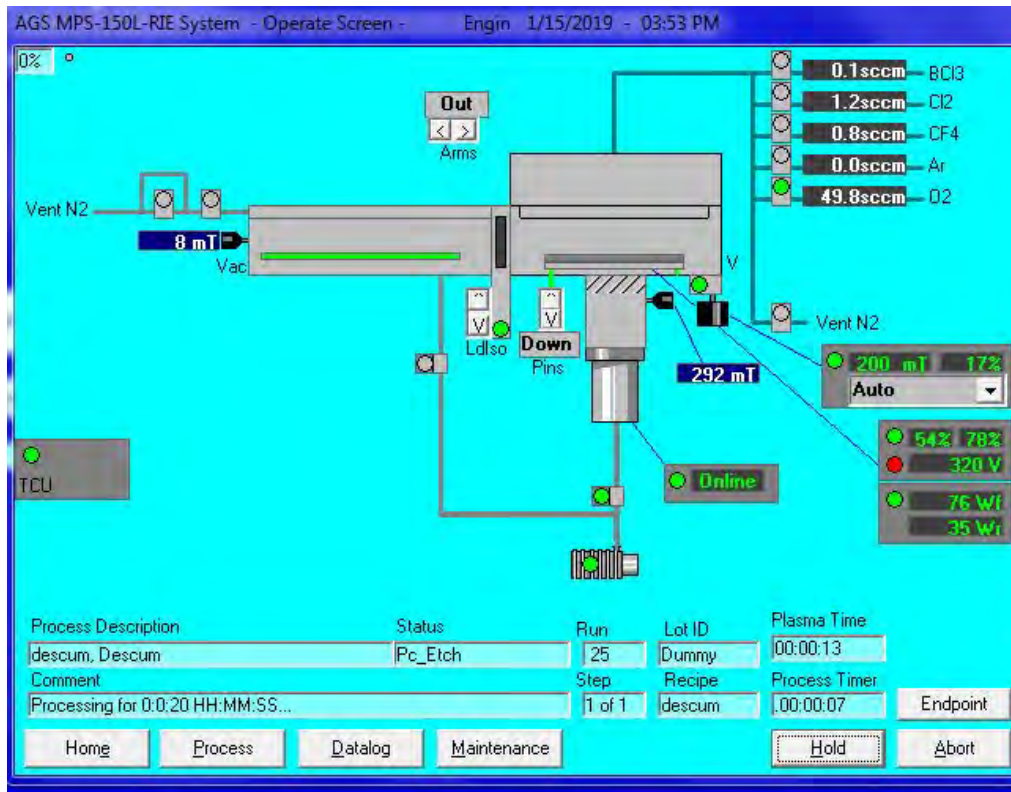 AGS MPS-150L-RIE System - Operate Screen - Engin 1/15/2019 - 03:53 PM
0%
0.1sccm BCl3
Out
1.2sccm Cl2
< >
0.8sccm CF4
Arms
0.0sccm Ar
Vent N2
49.8sccm O2
8 mT
Vac
V
^ ^
V V
Vent N2
LdIso Down
Pins
200 mT 17%
292 mT
Auto
54% 78%
TCU
320 V
Online
76 Wf
35 Wr
Process Description Status Run Lot ID Plasma Time
descum, Descum Pc_Etch 25 Dummy 00:00:13
Comment Step Recipe Process Timer
Processing for 0:0:20 HH:MM:SS... 1 of 1 descum .00:00:07 Endpoint
Home Process Datalog Maintenance Hold Abort